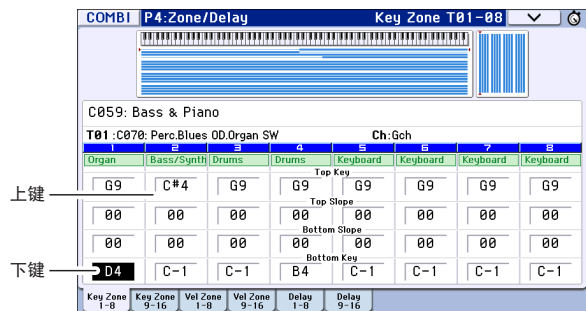 COMBI P4:Zone/Delay Key Zone T01-08
C059: Bass & Piano
T01 :C070: Perc.Blues OD.Organ SW Ch:Gch
1 2 3 4 5 6 7 8
Organ Bass/Synth Drums Drums Keyboard Keyboard Keyboard Keyboard
Top Key
上键 G9 C#4 G9 G9 G9 G9 G9 G9
Top Slope
00 00 00 00 00 00 00 00
Bottom Slope
00 00 00 00 00 00 00 00
Bottom Key
下键 D4 C-1 C-1 B4 C-1 C-1 C-1 C-1
Key Zone 1-8 Key Zone 9-16 Vel Zone 1-8 Vel Zone 9-16 Delay 1-8 Delay 9-16